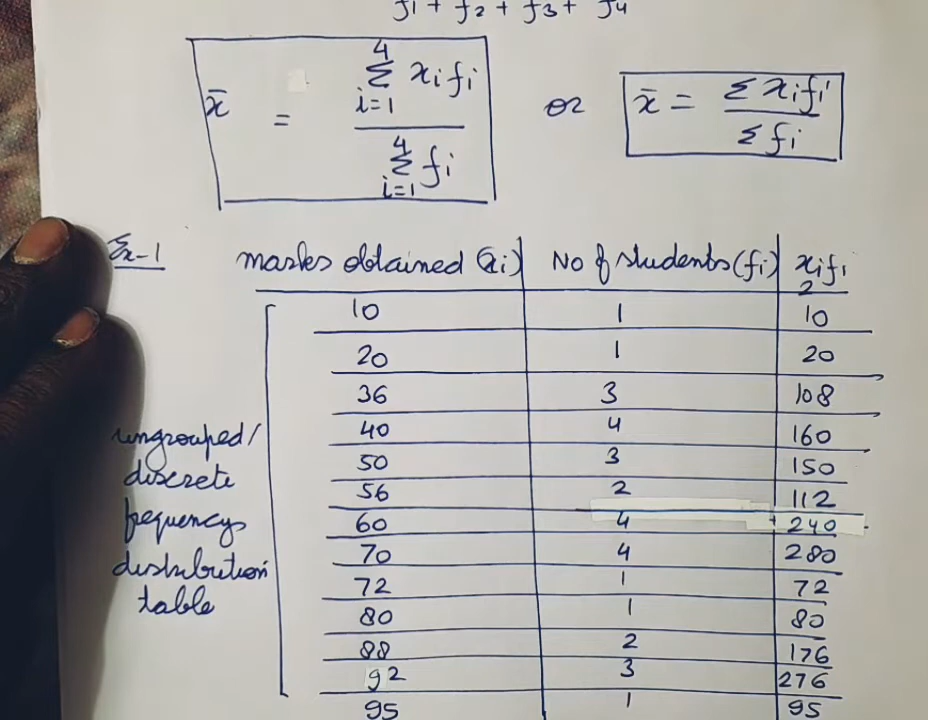 f1 + f2 + f3 + f4
x̄ = 4 Σ i=1 xifi / 4 Σ i=1 fi or x̄ = Σxifi / Σfi
Ex-1 marks obtained (xi) No of students (fi) xifi
10 1 10
20 1 20
36 3 108
40 4 160
50 3 150
56 2 112
60 4 240
70 4 280
72 1 72
80 1 80
88 2 176
92 3 276
95 1 95
ungrouped/
discrete
frequency
distribution
table